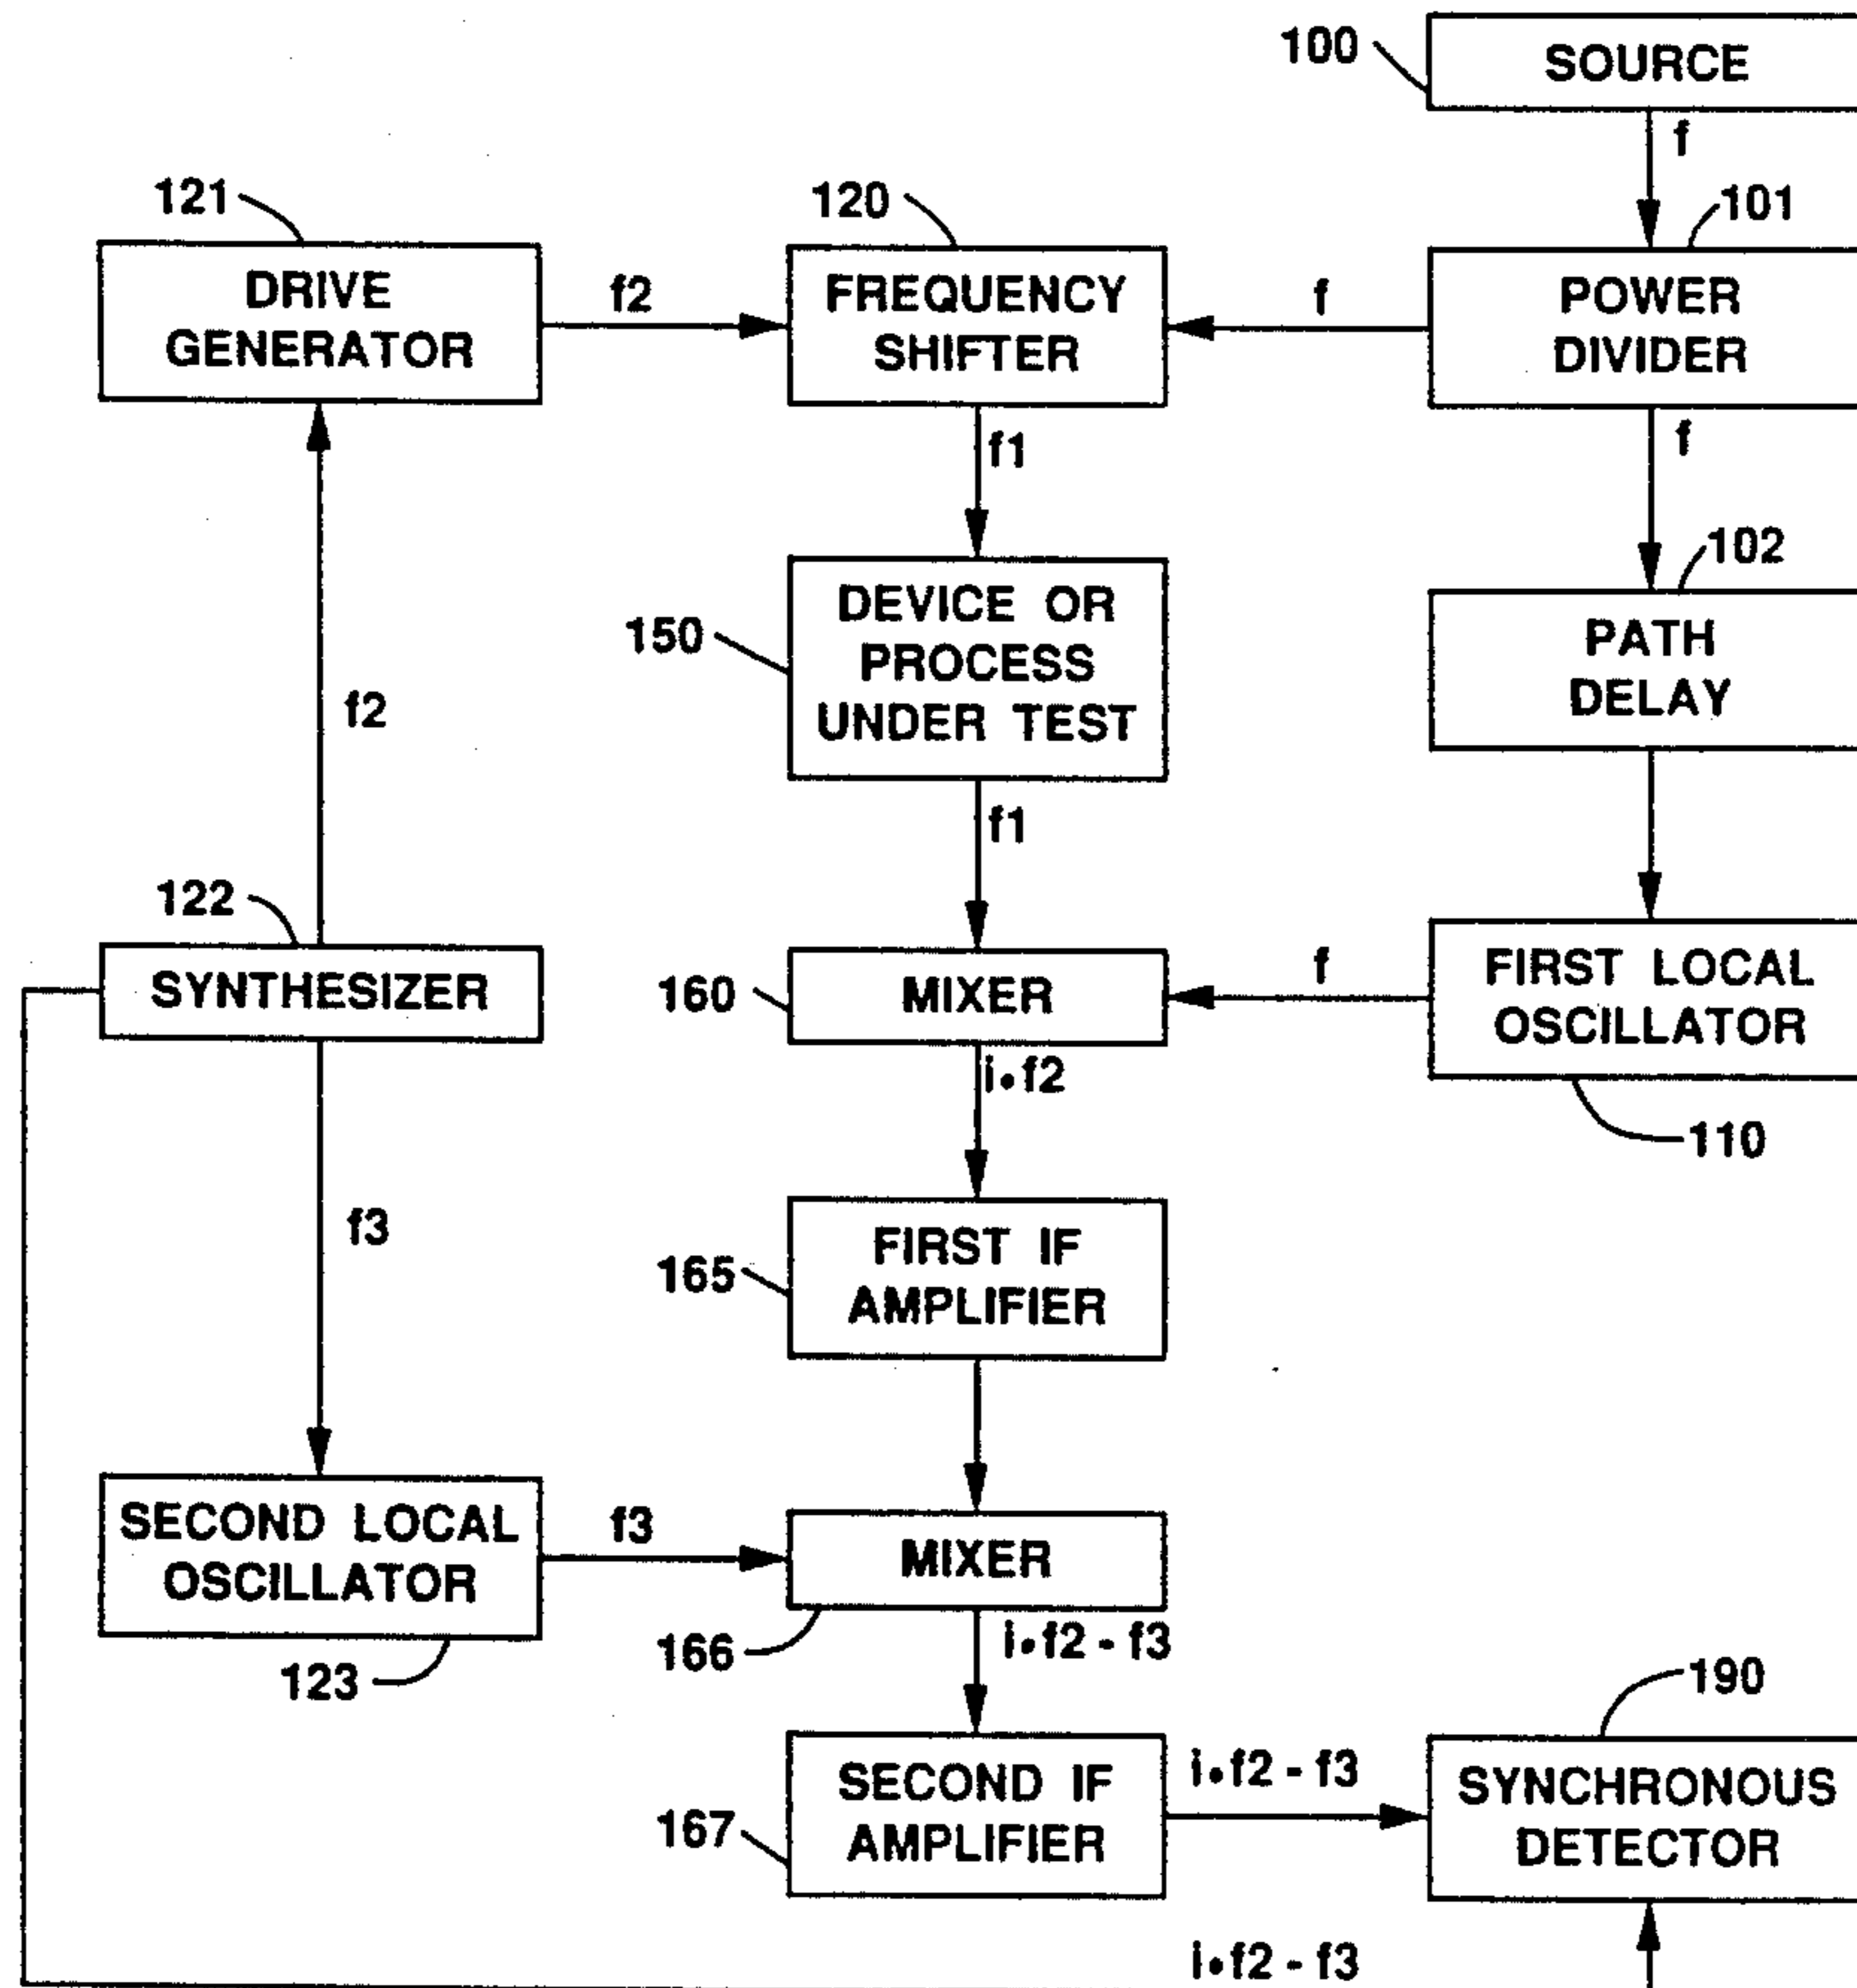 100
SOURCE
f
121
120
101
DRIVE
GENERATOR
f2
FREQUENCY
SHIFTER
f
POWER
DIVIDER
f1
f
102
150
DEVICE OR
PROCESS
UNDER TEST
PATH
DELAY
f2
f1
122
SYNTHESIZER
160
MIXER
f
FIRST LOCAL
OSCILLATOR
i•f2
110
f3
165
FIRST IF
AMPLIFIER
SECOND LOCAL
OSCILLATOR
f3
MIXER
123
166
i•f2 - f3
190
167
SECOND IF
AMPLIFIER
i•f2 - f3
SYNCHRONOUS
DETECTOR
i•f2 - f3